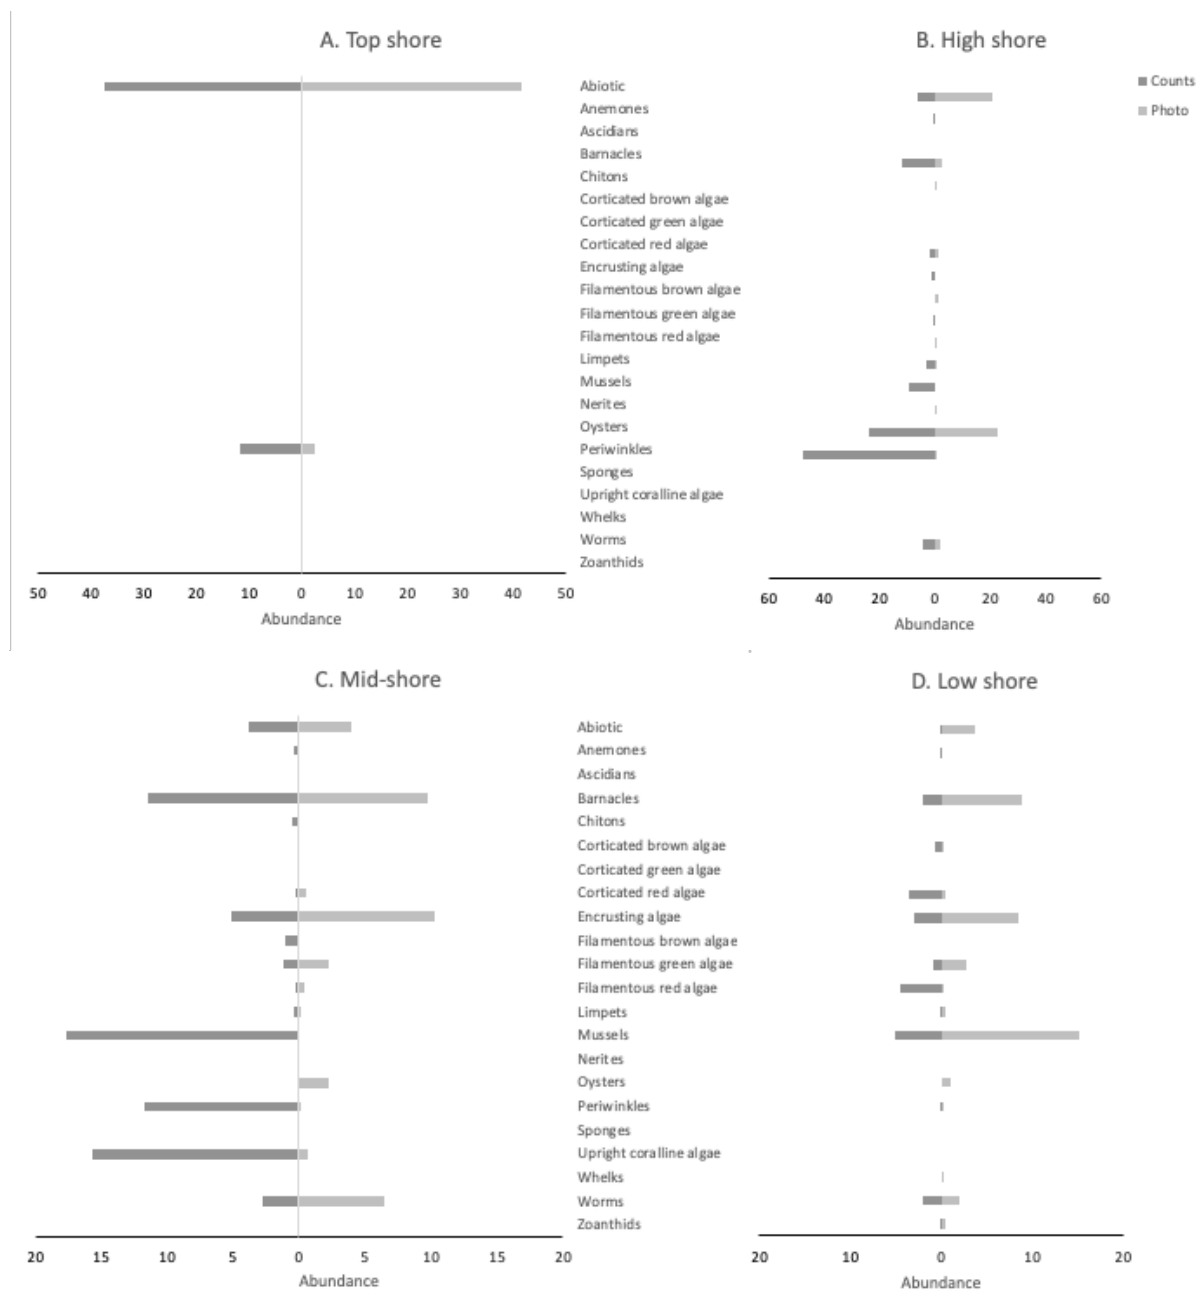 A. Top shore
B. High shore
Counts
Photo
Abiotic
Anemones
Ascidians
Barnacles
Chitons
Corticated brown algae
Corticated green algae
Corticated red algae
Encrusting algae
Filamentous brown algae
Filamentous green algae
Filamentous red algae
Limpets
Mussels
Nerites
Oysters
Periwinkles
Sponges
Upright coralline algae
Whelks
Worms
Zoanthids
50 40 30 20 10 0 10 20 30 40 50
Abundance
60 40 20 0 20 40 60
Abundance
C. Mid-shore
D. Low shore
Abiotic
Anemones
Ascidians
Barnacles
Chitons
Corticated brown algae
Corticated green algae
Corticated red algae
Encrusting algae
Filamentous brown algae
Filamentous green algae
Filamentous red algae
Limpets
Mussels
Nerites
Oysters
Periwinkles
Sponges
Upright coralline algae
Whelks
Worms
Zoanthids
20 15 10 5 0 5 10 15 20
Abundance
20 10 0 10 20
Abundance